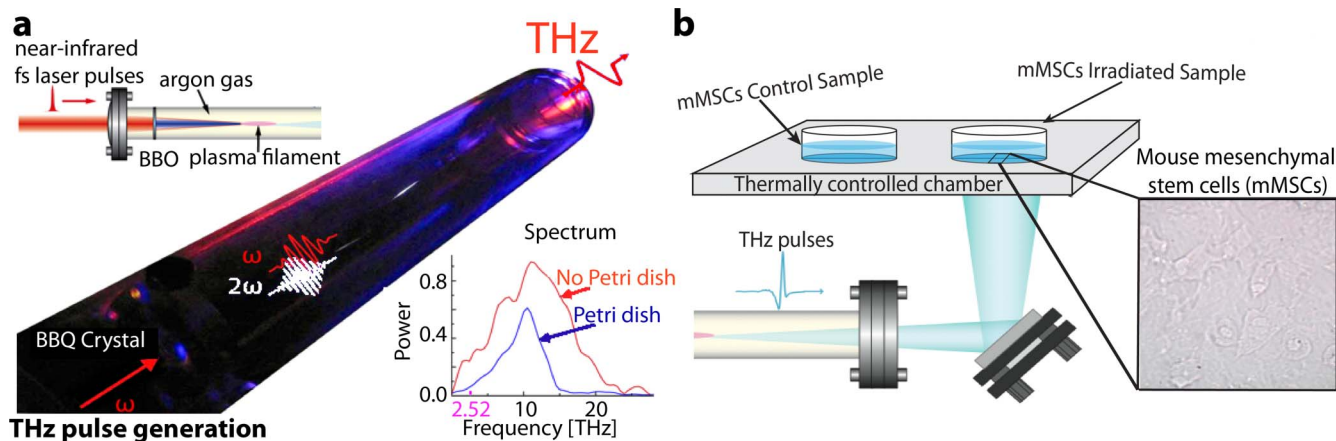 a
near-infrared
fs laser pulses
argon gas
BBO
plasma filament
THz
ω
2ω
BBQ Crystal
ω
THz pulse generation
Spectrum
No Petri dish
Petri dish
Power
0.8
0.4
0.0
2.52
10
20
Frequency [THz]
b
mMSCs Control Sample
mMSCs Irradiated Sample
Thermally controlled chamber
Mouse mesenchymal
stem cells (mMSCs)
THz pulses